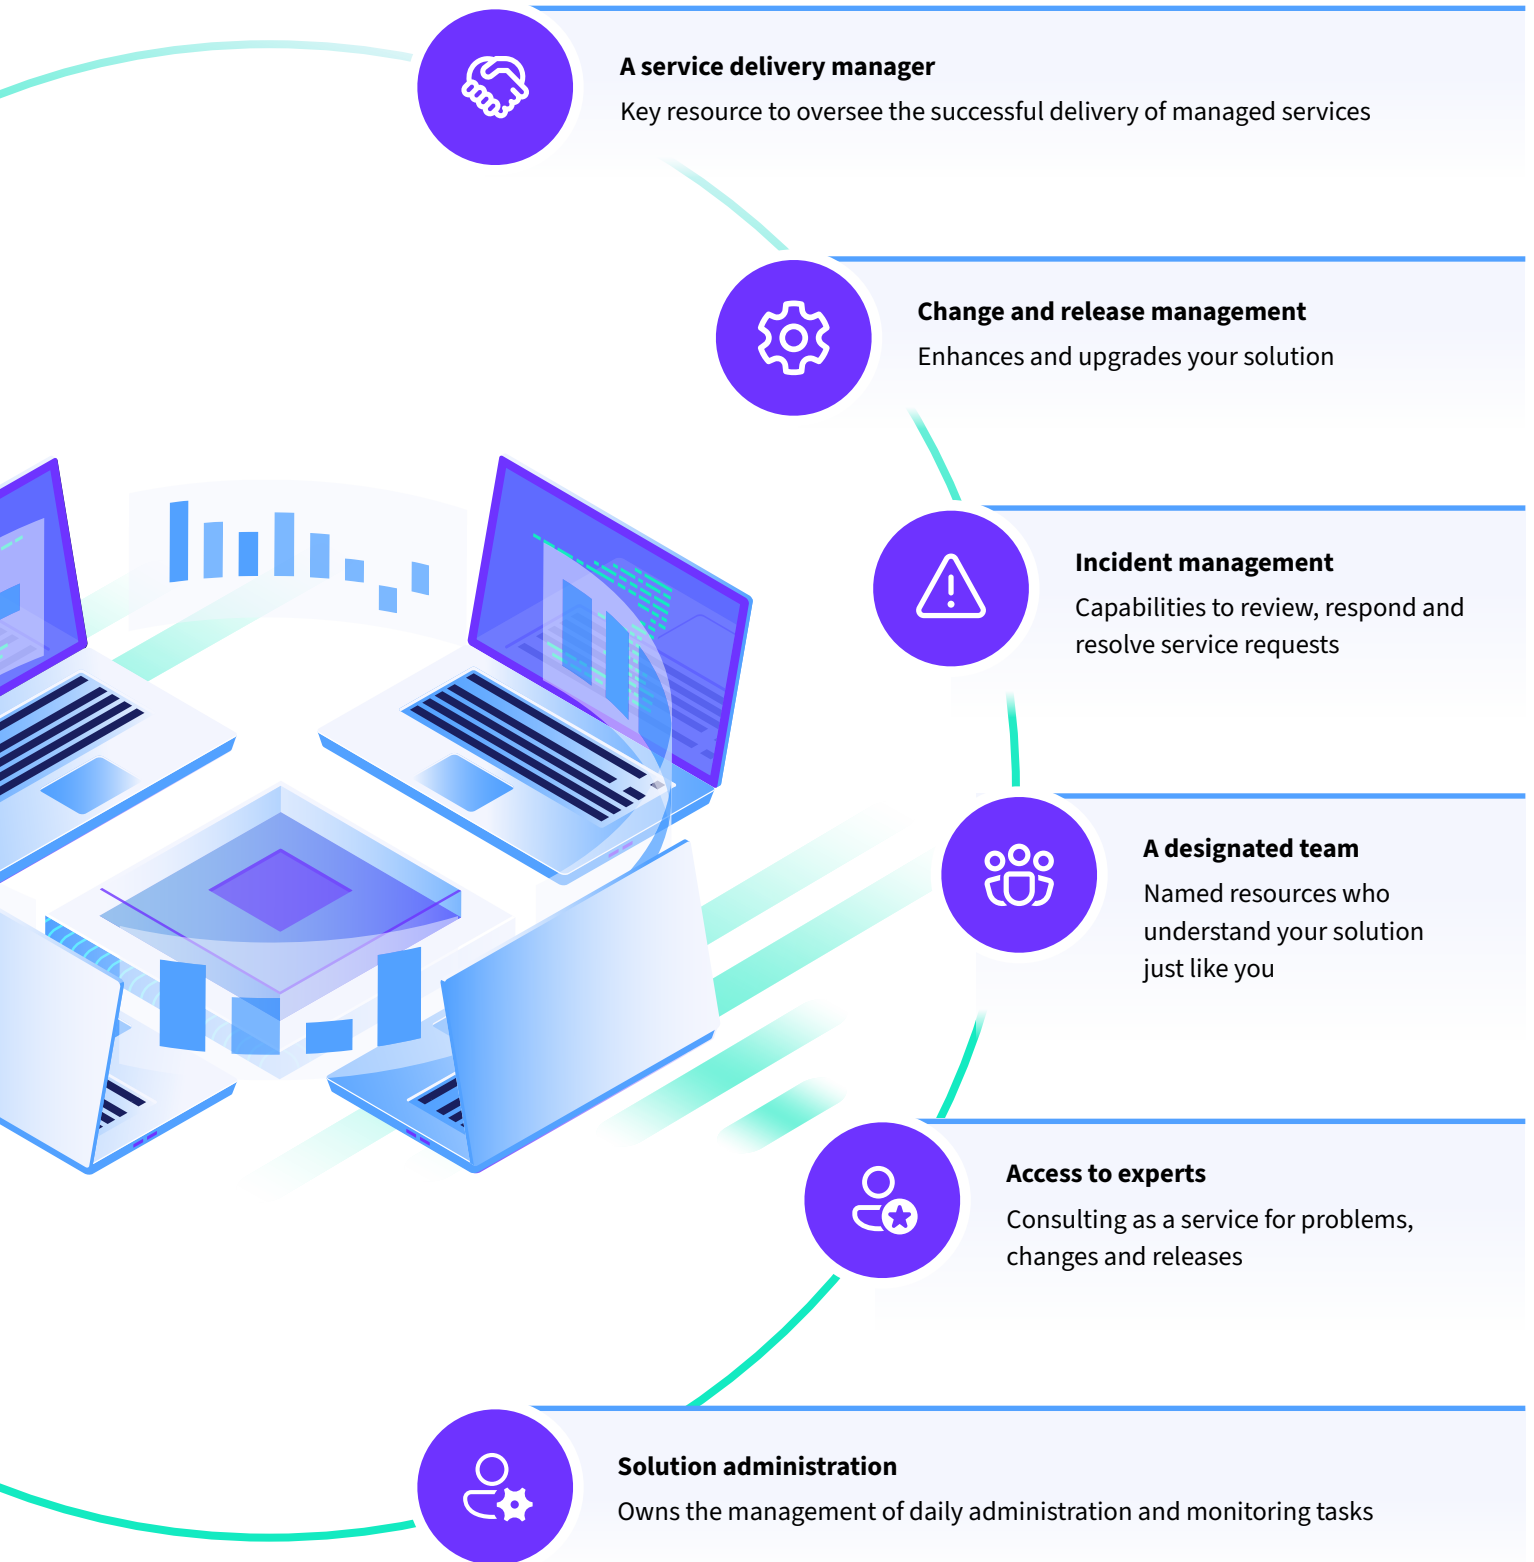 A service delivery manager
Key resource to oversee the successful delivery of managed services
Change and release management
Enhances and upgrades your solution
Incident management
Capabilities to review, respond and
resolve service requests
A designated team
Named resources who
understand your solution
just like you
Access to experts
Consulting as a service for problems,
changes and releases
Solution administration
Owns the management of daily administration and monitoring tasks